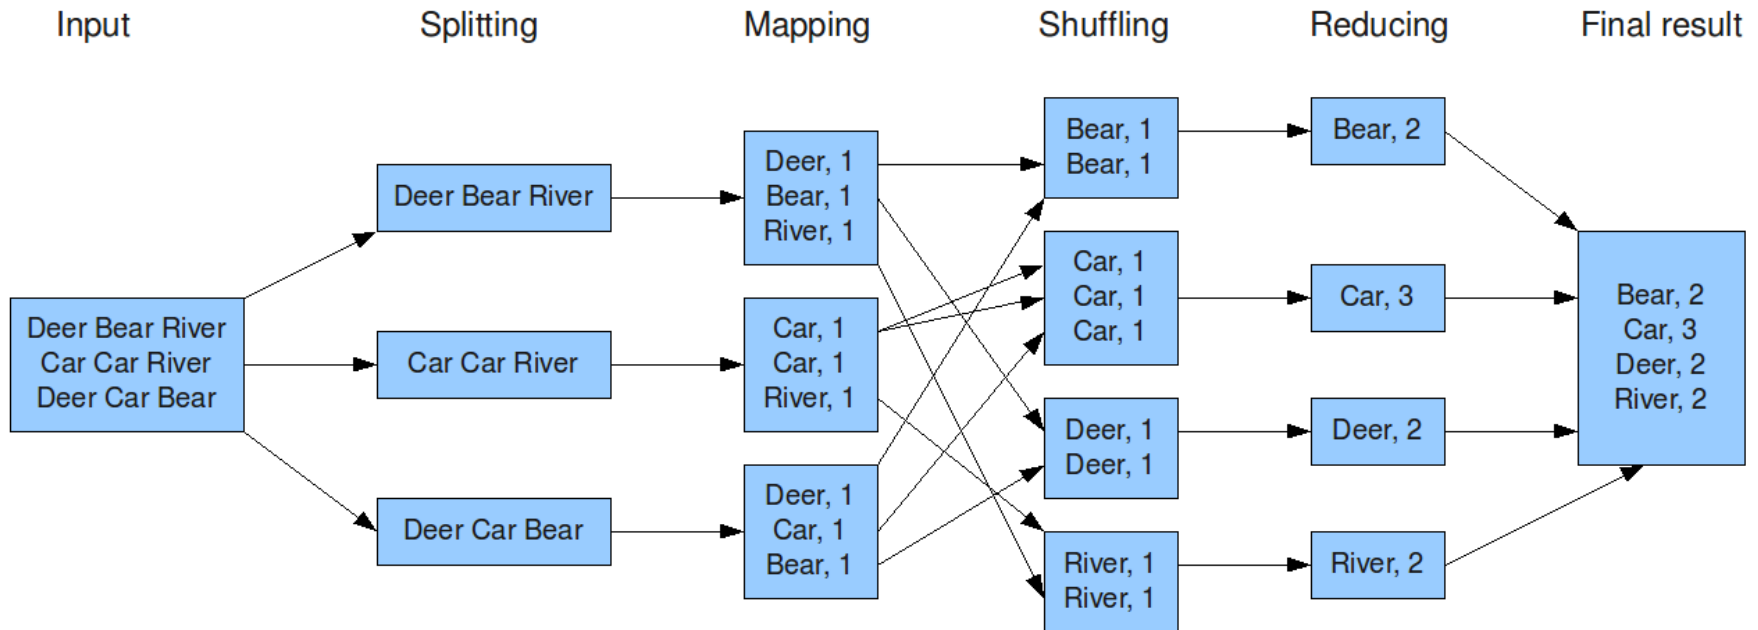 Input
Splitting
Mapping
Shuffling
Reducing
Final result
Deer Bear River
Car Car River
Deer Car Bear
Deer Bear River
Car Car River
Deer Car Bear
Deer, 1
Bear, 1
River, 1
Car, 1
Car, 1
River, 1
Deer, 1
Car, 1
Bear, 1
Bear, 1
Bear, 1
Car, 1
Car, 1
Car, 1
Deer, 1
Deer, 1
River, 1
River, 1
Bear, 2
Car, 3
Deer, 2
River, 2
Bear, 2
Car, 3
Deer, 2
River, 2